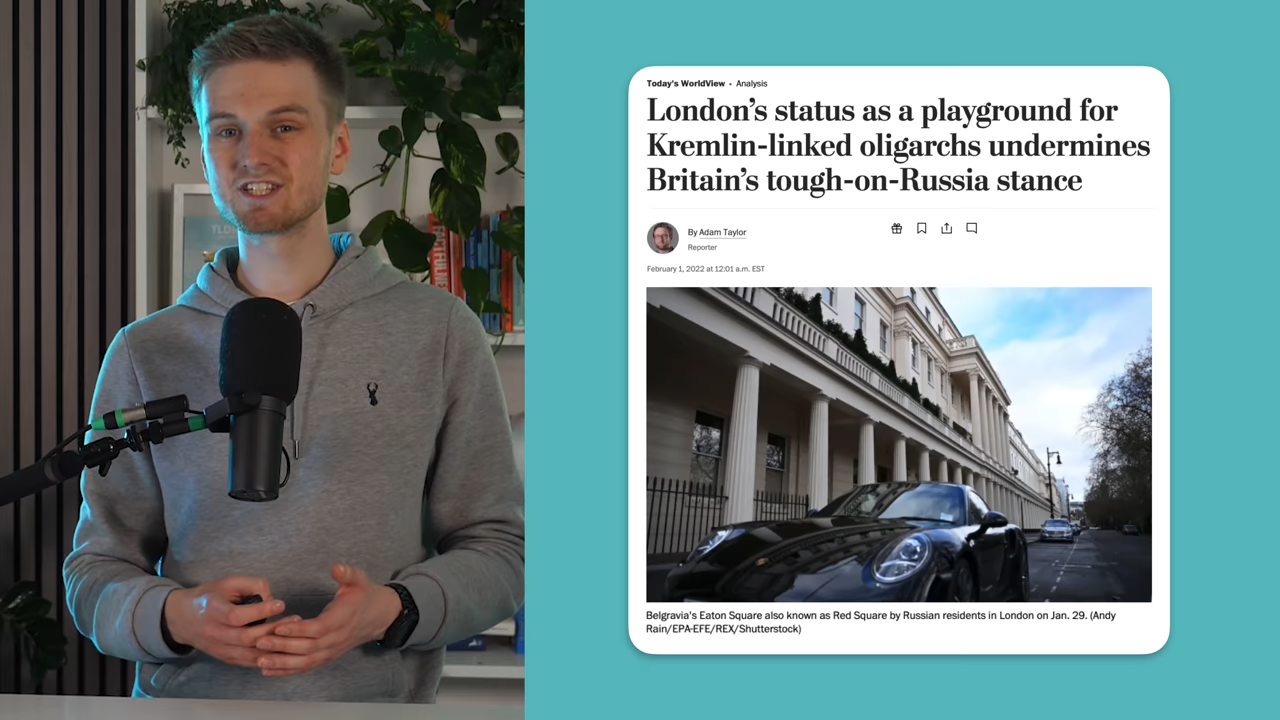 TLDR
FACTFULNESS
Today's WorldView • Analysis
London's status as a playground for
Kremlin-linked oligarchs undermines
Britain's tough-on-Russia stance
By Adam Taylor
Reporter
February 1, 2022 at 12:01 a.m. EST
Belgravia's Eaton Square also known as Red Square by Russian residents in London on Jan. 29. (Andy
Rain/EPA-EFE/REX/Shutterstock)